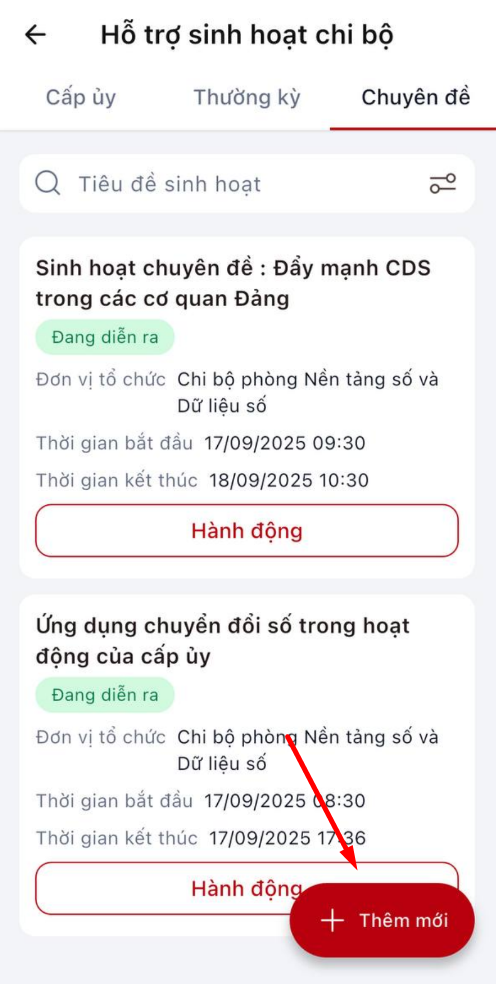 Hỗ trợ sinh hoạt chi bộ
Cấp ủy Thường kỳ Chuyên đề
Tiêu đề sinh hoạt
Sinh hoạt chuyên đề : Đẩy mạnh CDS
trong các cơ quan Đảng
Đang diễn ra
Đơn vị tổ chức Chi bộ phòng Nền tảng số và
Dữ liệu số
Thời gian bắt đầu 17/09/2025 09:30
Thời gian kết thúc 18/09/2025 10:30
Hành động
Ứng dụng chuyển đổi số trong hoạt
động của cấp ủy
Đang diễn ra
Đơn vị tổ chức Chi bộ phòng Nền tảng số và
Dữ liệu số
Thời gian bắt đầu 17/09/2025 08:30
Thời gian kết thúc 17/09/2025 17:36
Hành động
Thêm mới